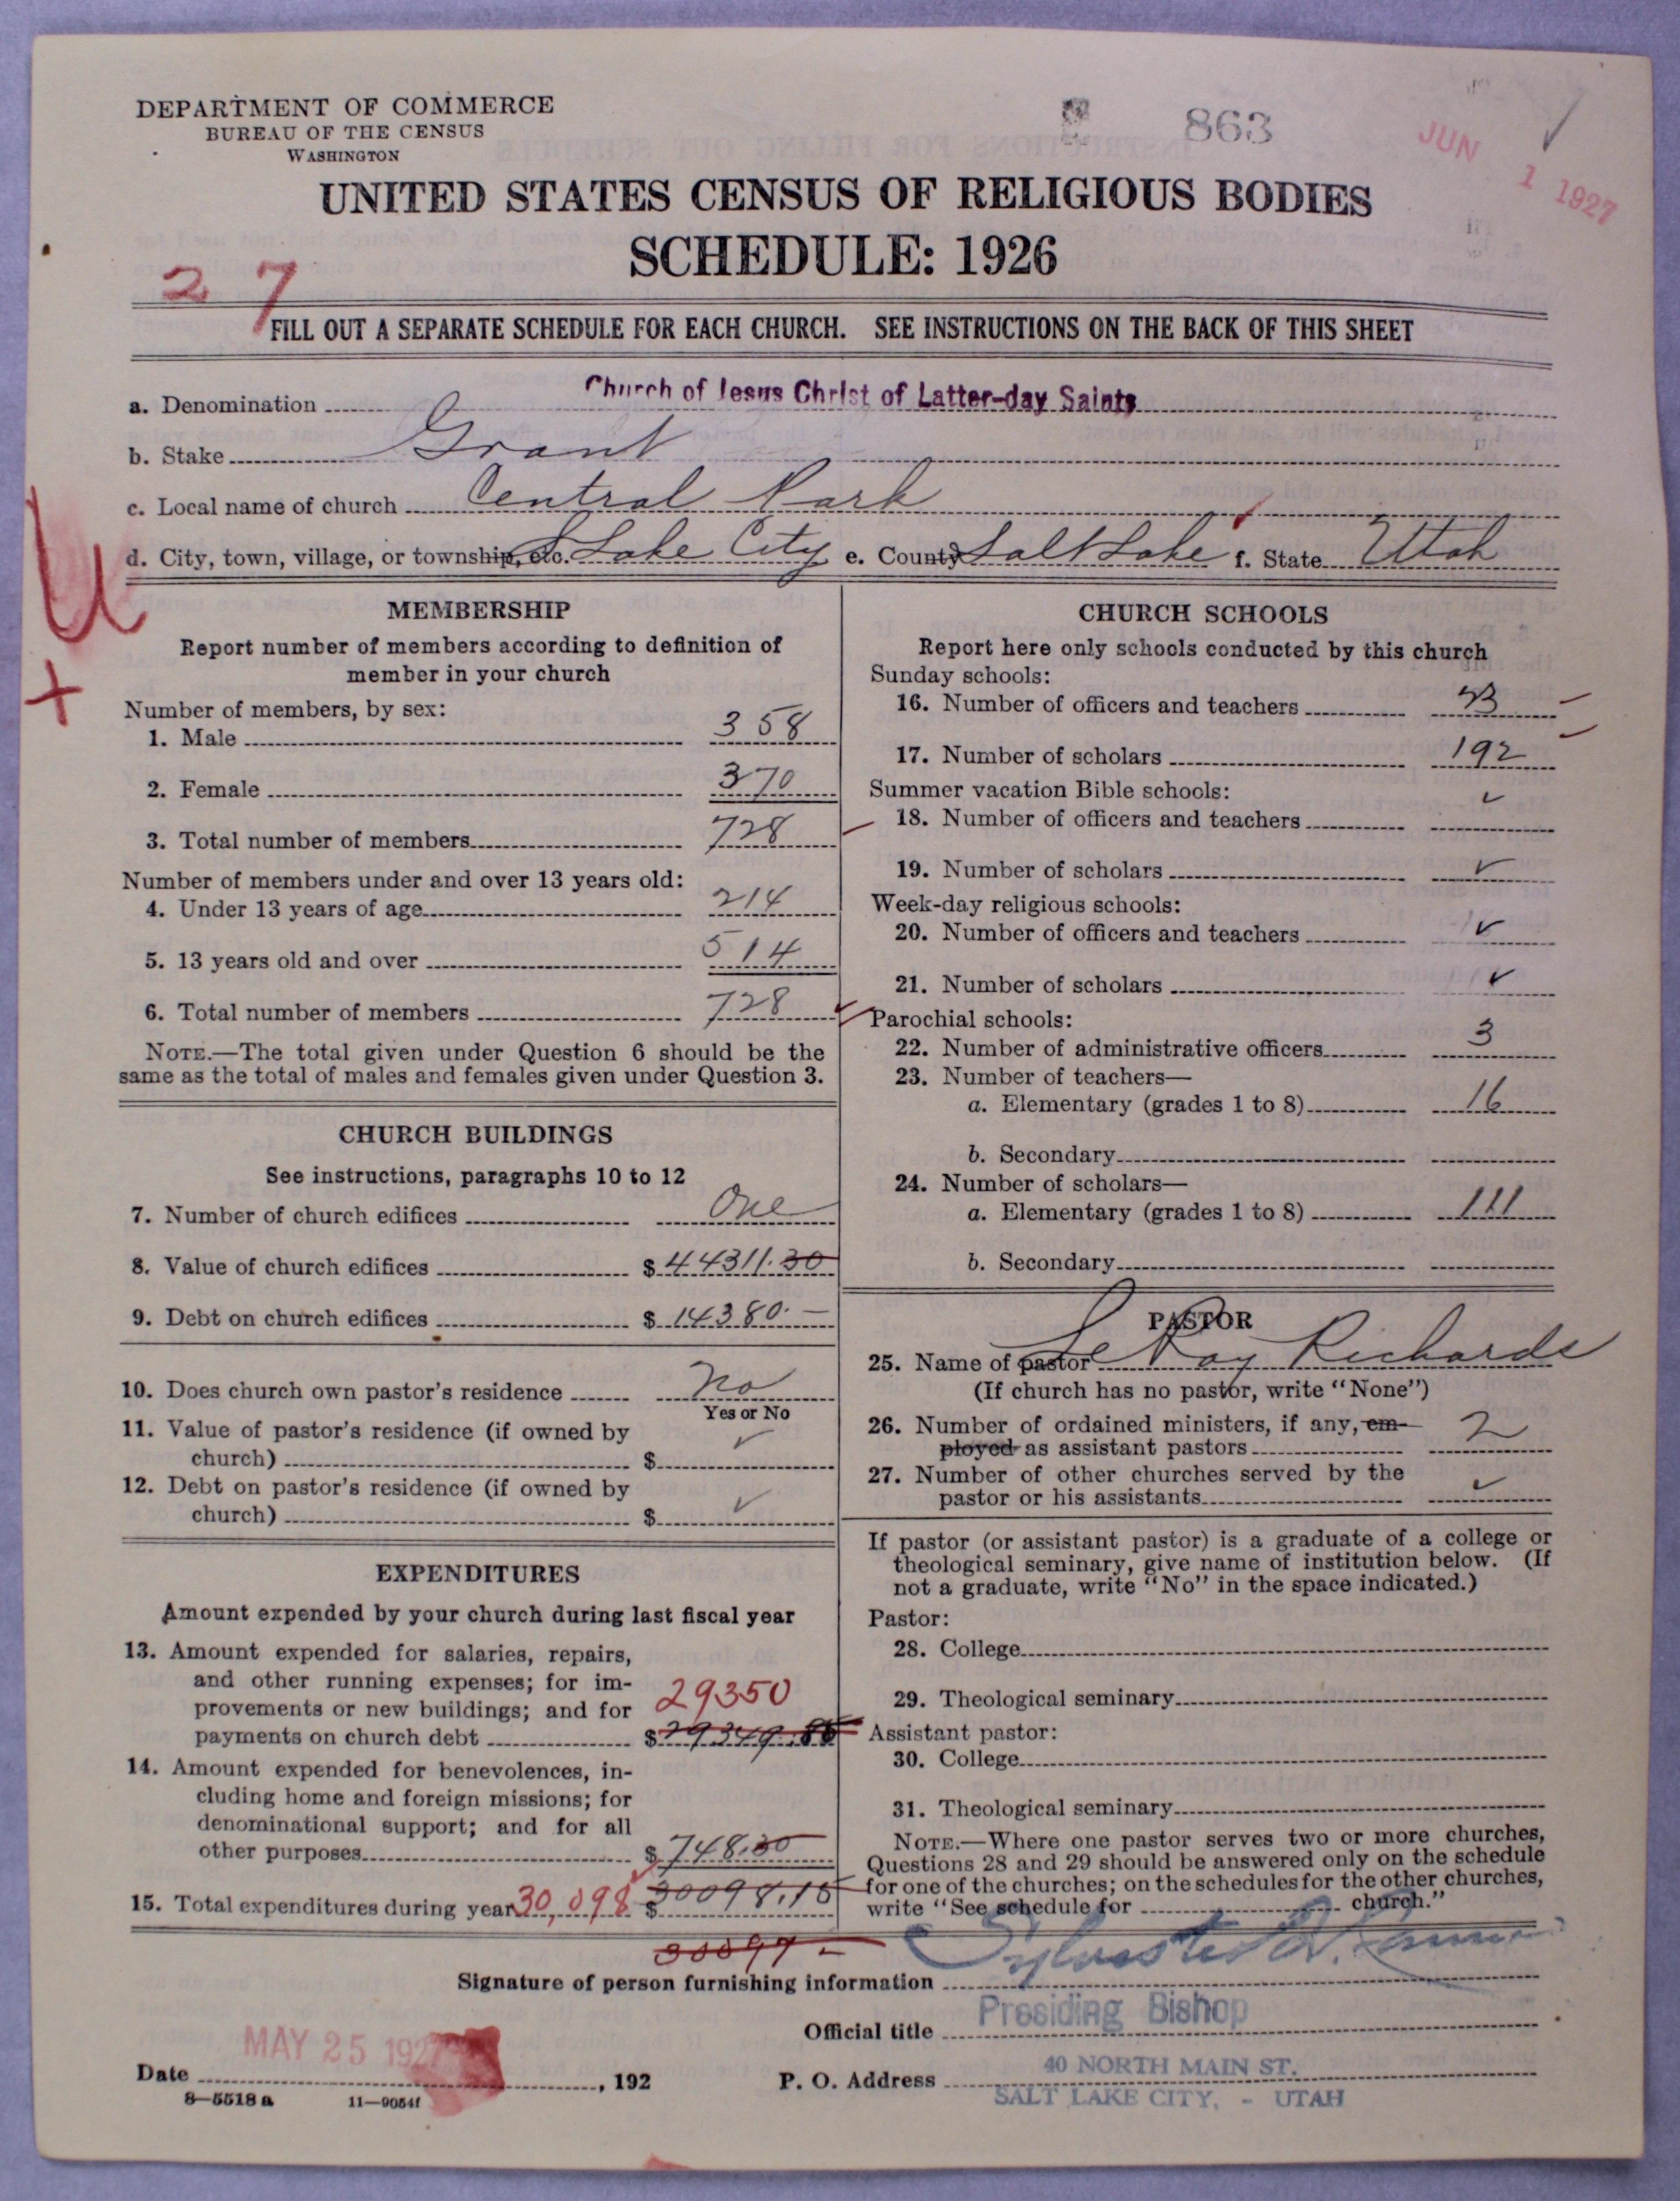 DEPARTMENT OF COMMERCE
BUREAU OF THE CENSUS
WASHINGTON
863
JUN 1 1927
UNITED STATES CENSUS OF RELIGIOUS BODIES
SCHEDULE: 1926
27
FILL OUT A SEPARATE SCHEDULE FOR EACH CHURCH. SEE INSTRUCTIONS ON THE BACK OF THIS SHEET
a. Denomination Church of Jesus Christ of Latter-day Saints
b. Stake Grant
c. Local name of church Central Park
d. City, town, village, or township, etc. S Lake City e. County Salt Lake f. State Utah
U
+
MEMBERSHIP
Report number of members according to definition of
member in your church
Number of members, by sex:
1. Male 358
2. Female 370
3. Total number of members 728
Number of members under and over 13 years old:
4. Under 13 years of age 214
5. 13 years old and over 514
6. Total number of members 728
NOTE.—The total given under Question 6 should be the
same as the total of males and females given under Question 3.
CHURCH BUILDINGS
See instructions, paragraphs 10 to 12
7. Number of church edifices One
8. Value of church edifices $ 44311.30
9. Debt on church edifices $ 14380.—
10. Does church own pastor's residence No
Yes or No
11. Value of pastor's residence (if owned by
church) $ ✓
12. Debt on pastor's residence (if owned by
church) $ ✓
EXPENDITURES
Amount expended by your church during last fiscal year
13. Amount expended for salaries, repairs,
and other running expenses; for im-
provements or new buildings; and for 29350
payments on church debt $ 29349.85
14. Amount expended for benevolences, in-
cluding home and foreign missions; for
denominational support; and for all
other purposes $ 748.30
15. Total expenditures during year 30,098 $ 30098.15
30097 –
CHURCH SCHOOLS
Report here only schools conducted by this church
Sunday schools:
16. Number of officers and teachers
17. Number of scholars 192
Summer vacation Bible schools:
18. Number of officers and teachers ✓
19. Number of scholars ✓
Week-day religious schools:
20. Number of officers and teachers ✓
21. Number of scholars ✓
Parochial schools:
22. Number of administrative officers 3
23. Number of teachers—
a. Elementary (grades 1 to 8) 16
b. Secondary
24. Number of scholars—
a. Elementary (grades 1 to 8) 111
b. Secondary
PASTOR
25. Name of pastor Le Roy Richards
(If church has no pastor, write "None")
26. Number of ordained ministers, if any, em-
ployed as assistant pastors 2
27. Number of other churches served by the
pastor or his assistants ✓
If pastor (or assistant pastor) is a graduate of a college or
theological seminary, give name of institution below. (If
not a graduate, write "No" in the space indicated.)
Pastor:
28. College
29. Theological seminary
Assistant pastor:
30. College
31. Theological seminary
NOTE.—Where one pastor serves two or more churches,
Questions 28 and 29 should be answered only on the schedule
for one of the churches; on the schedules for the other churches,
write "See schedule for church."
Signature of person furnishing information Sylvester Q. Cannon
Official title Presiding Bishop
Date MAY 25 1927, 192
P. O. Address 40 NORTH MAIN ST.
SALT LAKE CITY, - UTAH
8—5518a 11—9054f